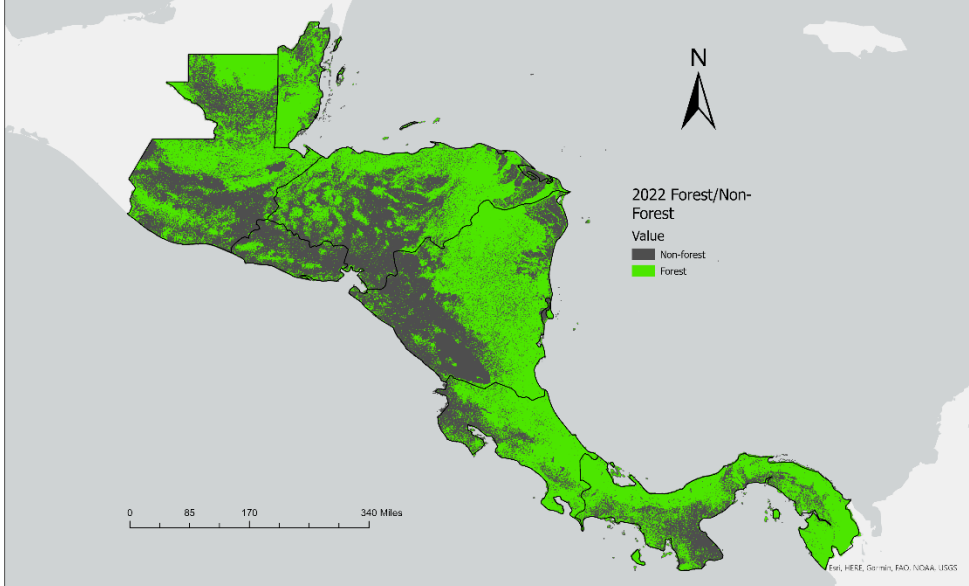 N
2022 Forest/Non-
Forest
Value
Non-forest
Forest
0 85 170 340 Miles
Esri, HERE, Garmin, FAO, NOAA, USGS